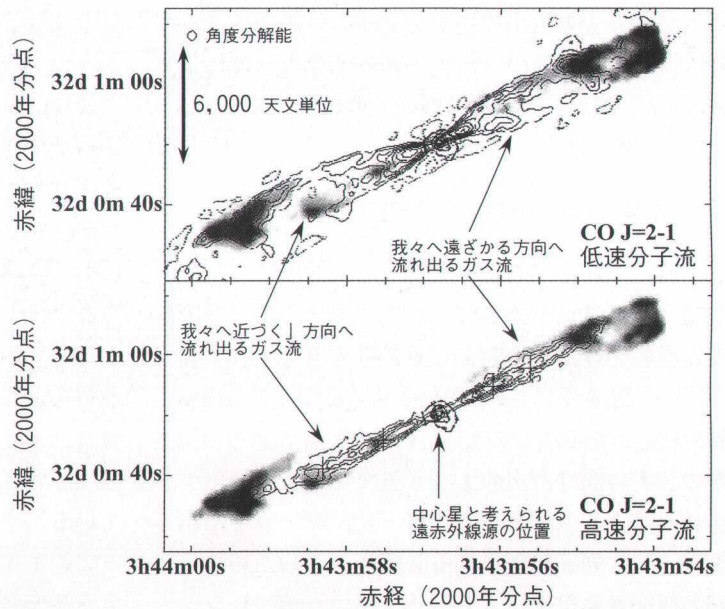 角度分解能
32d 1m 00s
6,000 天文単位
赤緯 (2000年分点)
32d 0m 40s
CO J=2-1
低速分子流
我々へ遠ざかる方向へ
流れ出るガス流
我々へ近づく」方向へ
流れ出るガス流
32d 1m 00s
赤緯 (2000年分点)
32d 0m 40s
中心星と考えられる
遠赤外線源の位置
CO J=2-1
高速分子流
3h44m00s
3h43m58s
3h43m56s
3h43m54s
赤経 (2000年分点)